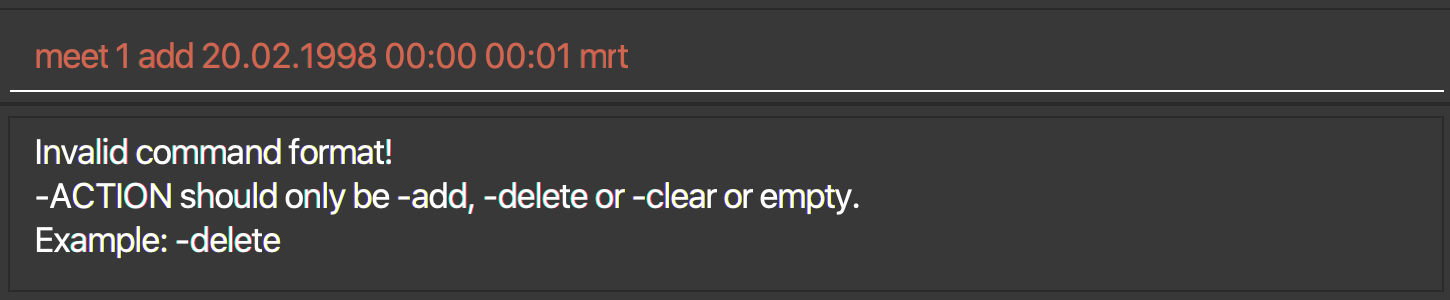 meet 1 add 20.02.1998 00:00 00:01 mrt
Invalid command format!
-ACTION should only be -add, -delete or -clear or empty.
Example: -delete